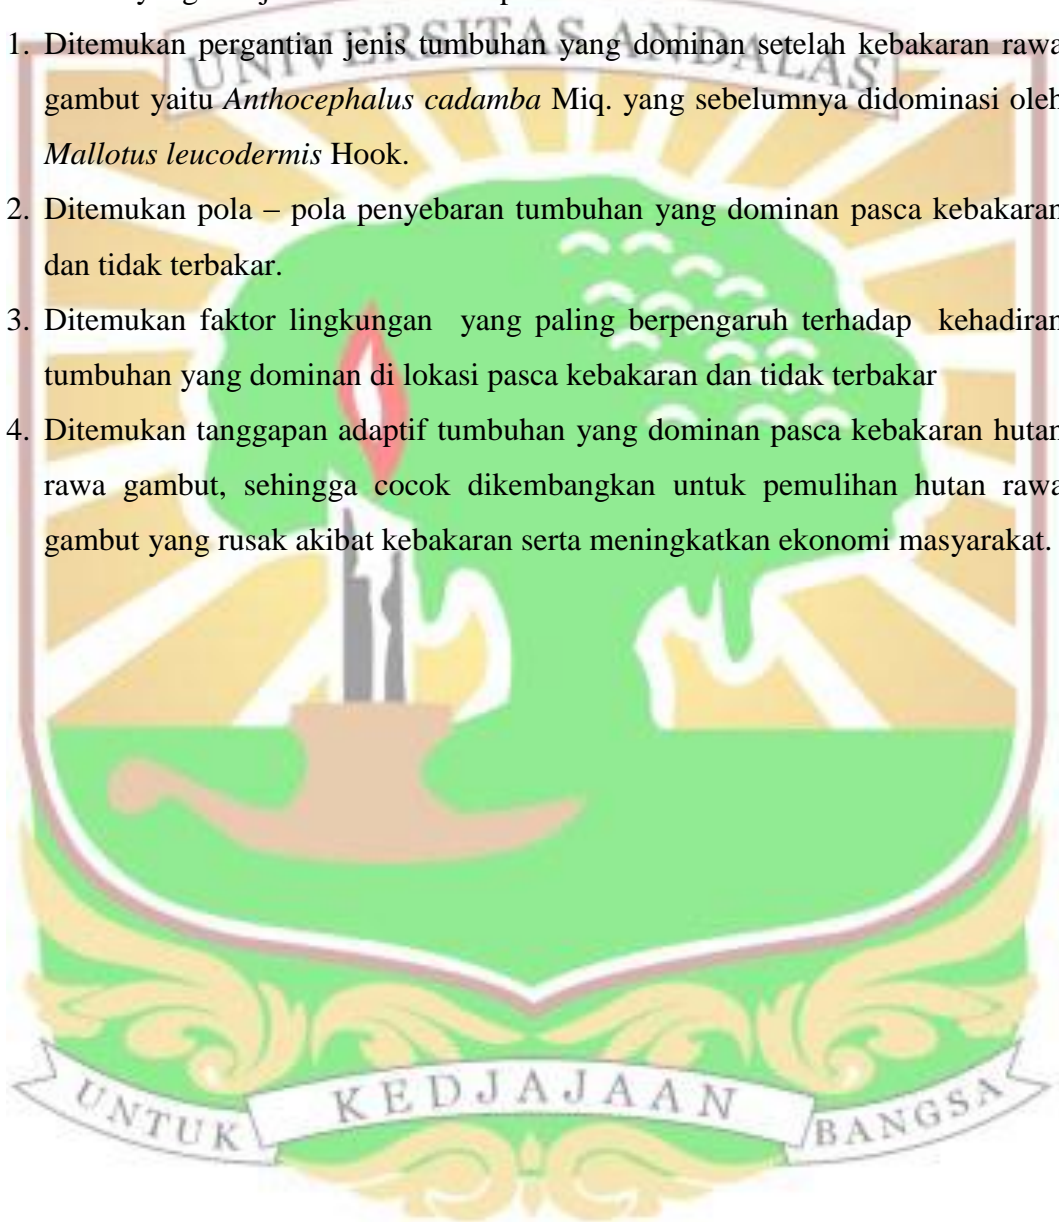 UNIVERSITAS ANDALAS
1. Ditemukan pergantian jenis tumbuhan yang dominan setelah kebakaran rawa
gambut yaitu Anthocephalus cadamba Miq. yang sebelumnya didominasi oleh
Mallotus leucodermis Hook.
2. Ditemukan pola – pola penyebaran tumbuhan yang dominan pasca kebakaran
dan tidak terbakar.
3. Ditemukan faktor lingkungan yang paling berpengaruh terhadap kehadiran
tumbuhan yang dominan di lokasi pasca kebakaran dan tidak terbakar
4. Ditemukan tanggapan adaptif tumbuhan yang dominan pasca kebakaran hutan
rawa gambut, sehingga cocok dikembangkan untuk pemulihan hutan rawa
gambut yang rusak akibat kebakaran serta meningkatkan ekonomi masyarakat.
UNTUK KEDJAJAAN BANGSA